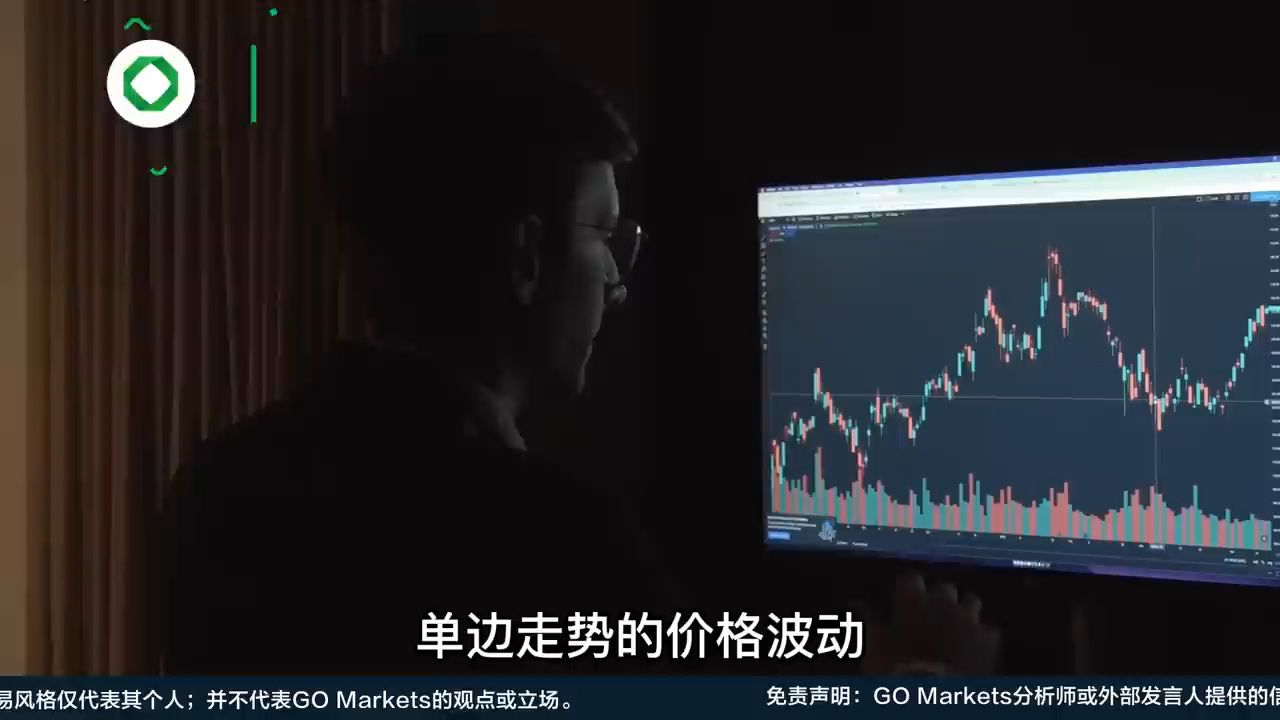 单边走势的价格波动
易风格仅代表其个人；并不代表GO Markets的观点或立场。 免责声明：GO Markets分析师或外部发言人提供的信